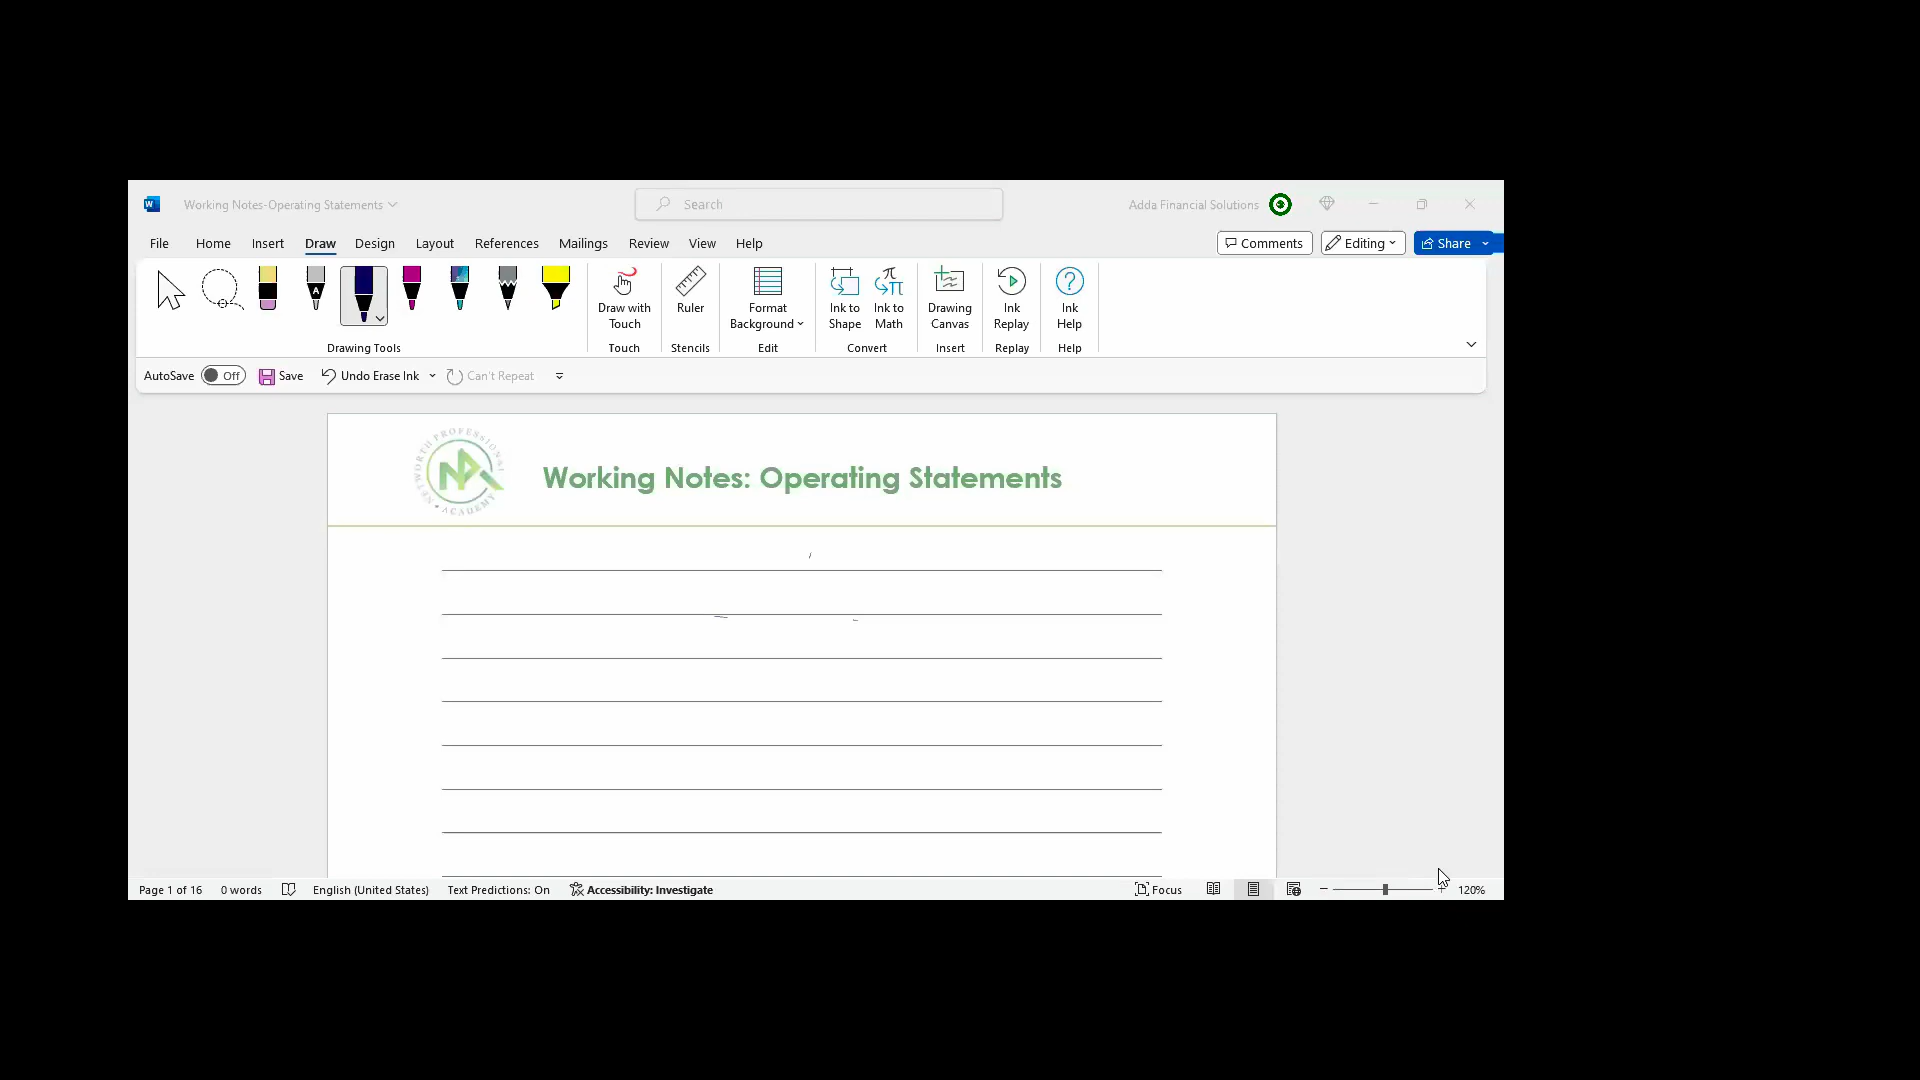 Working Notes-Operating Statements
Search
Adda Financial Solutions
File Home Insert Draw Design Layout References Mailings Review View Help
Comments Editing Share
Draw with Touch
Ruler
Format Background
Ink to Shape
Ink to Math
Drawing Canvas
Ink Replay
Ink Help
Drawing Tools Touch Stencils Edit Convert Insert Replay Help
AutoSave Off Save Undo Erase Ink Can't Repeat
NETWORTH PROFESSIONAL ACADEMY
Working Notes: Operating Statements
Page 1 of 16 0 words English (United States) Text Predictions: On Accessibility: Investigate Focus 120%